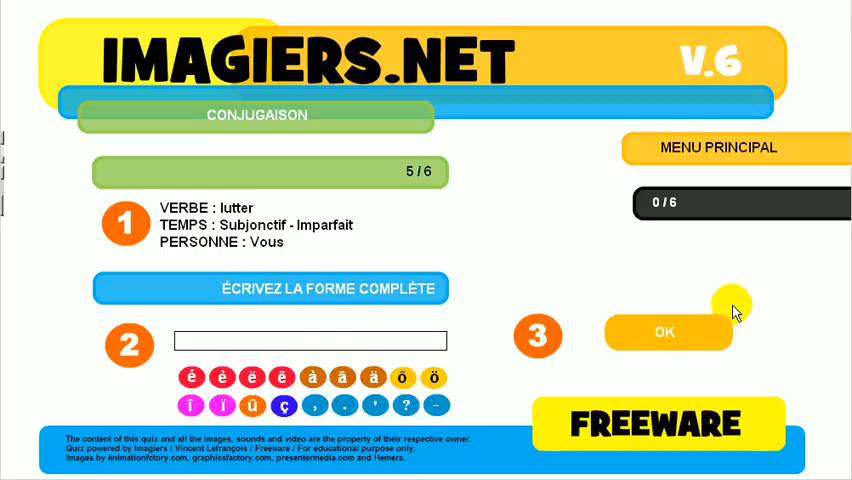 IMAGIERS.NET
V.6
CONJUGAISON
MENU PRINCIPAL
5 / 6
0 / 6
1
VERBE : lutter
TEMPS : Subjonctif - Imparfait
PERSONNE : Vous
ÉCRIVEZ LA FORME COMPLÈTE
2
3
OK
é è ë ê à â ä ô ö
î ï û ç , . ' ? -
FREEWARE
The content of this quiz and all the images, sounds and video are the property of their respective owner.
Quiz powered by Imagiers / Vincent Lefrançois / Freeware / For educational purpose only.
Images by Animationfctory.com, graphicsfactory.com, presentermedia.com and Hemera.